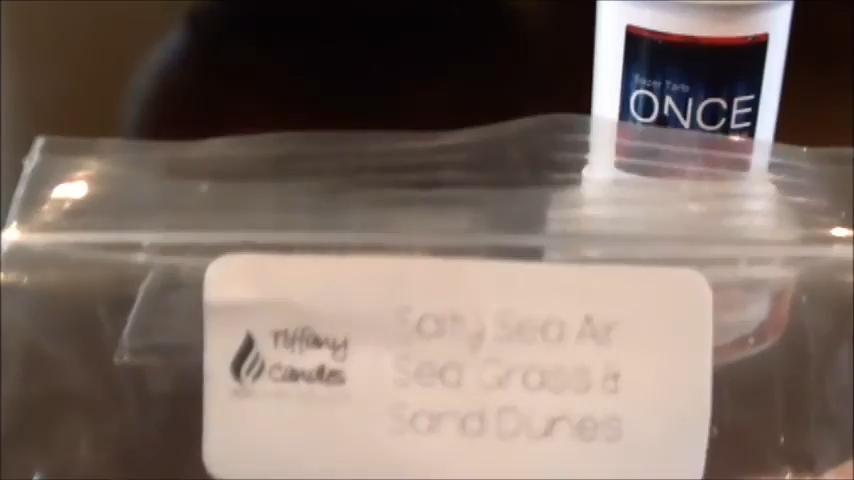 ONCE
Tiffany
Candles
Salty Sea Air
Sea Grass &
Sand Dunes